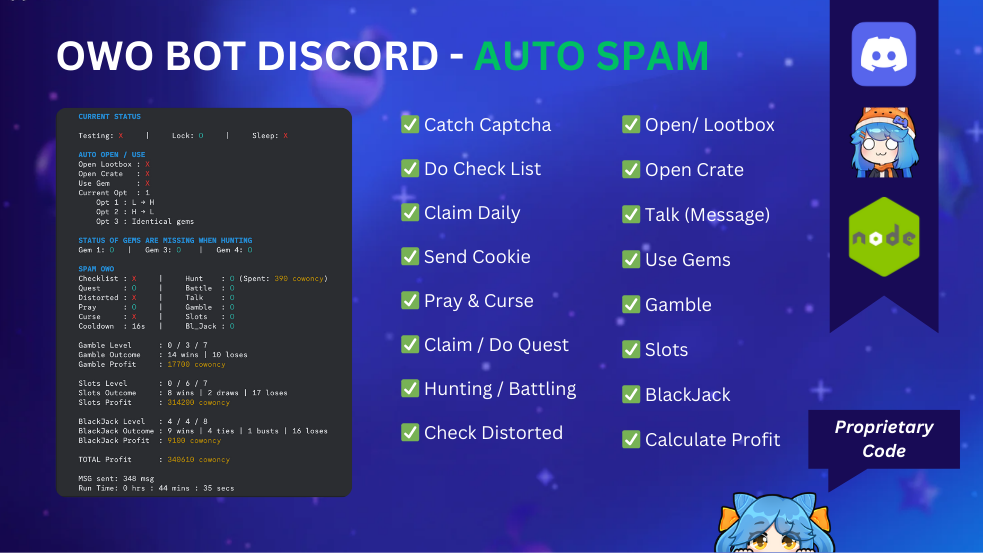 OWO BOT DISCORD - AUTO SPAM
CURRENT STATUS
Testing: X | Lock: O | Sleep: X
AUTO OPEN / USE
Open Lootbox : X
Open Crate : X
Use Gem : X
Current Opt : 1
Opt 1 : L → H
Opt 2 : H → L
Opt 3 : Identical gems
STATUS OF GEMS ARE MISSING WHEN HUNTING
Gem 1: O | Gem 3: O | Gem 4: O
SPAM OWO
Checklist : X | Hunt : O (Spent: 390 cowoncy)
Quest : O | Battle : O
Distorted : X | Talk : O
Pray : O | Gamble : O
Curse : X | Slots : O
Cooldown : 16s | Bl_Jack : O
Gamble Level : 0 / 3 / 7
Gamble Outcome : 14 wins | 10 loses
Gamble Profit : 17700 cowoncy
Slots Level : 0 / 6 / 7
Slots Outcome : 8 wins | 2 draws | 17 loses
Slots Profit : 314200 cowoncy
BlackJack Level : 4 / 4 / 8
BlackJack Outcome : 9 wins | 4 ties | 1 busts | 16 loses
BlackJack Profit : 9100 cowoncy
TOTAL Profit : 340610 cowoncy
MSG sent: 348 msg
Run Time: 0 hrs : 44 mins : 35 secs
✅ Catch Captcha
✅ Do Check List
✅ Claim Daily
✅ Send Cookie
✅ Pray & Curse
✅ Claim / Do Quest
✅ Hunting / Battling
✅ Check Distorted
✅ Open/ Lootbox
✅ Open Crate
✅ Talk (Message)
✅ Use Gems
✅ Gamble
✅ Slots
✅ BlackJack
✅ Calculate Profit
node
Proprietary
Code